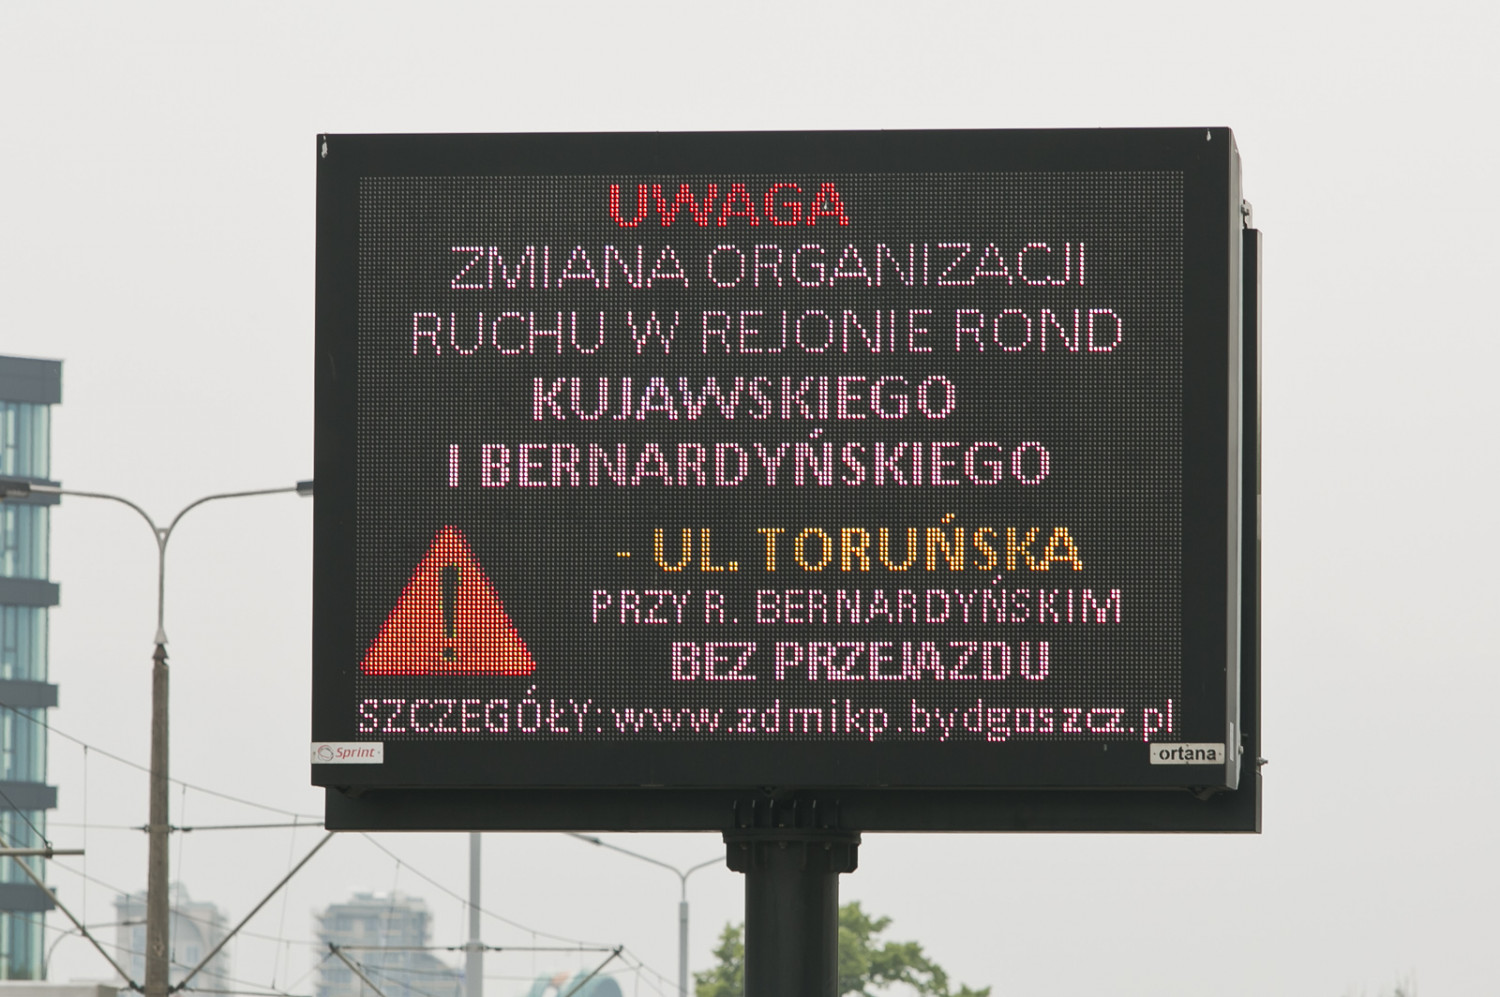 UWAGA
ZMIANA ORGANIZACJI
RUCHU W REJONIE ROND
KUJAWSKIEGO
I BERNARDYŃSKIEGO
- UL. TORUŃSKA
PRZY R. BERNARDYŃSKIM
BEZ PRZEJAZDU
SZCZEGÓŁY: www.zdmikp.bydgoszcz.pl
Sprint
ortana